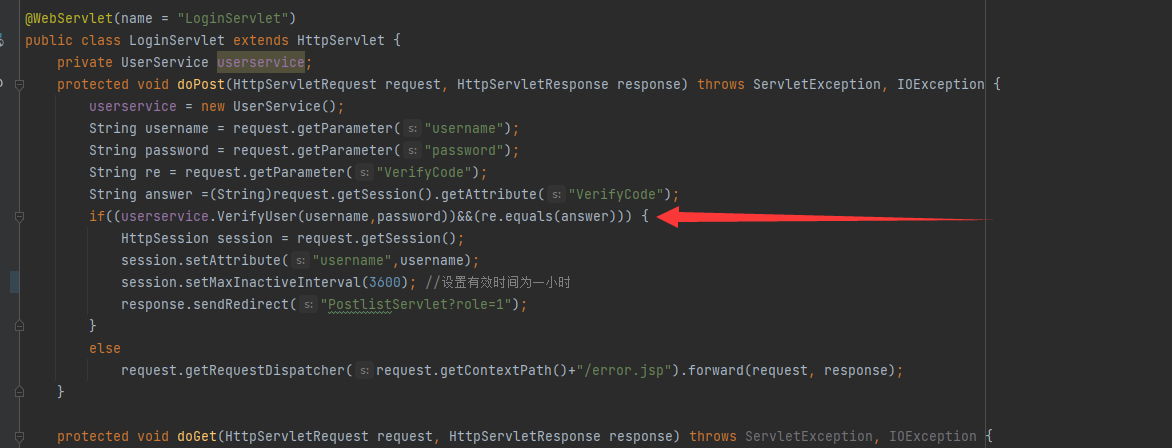 @WebServlet(name = "LoginServlet")
public class LoginServlet extends HttpServlet {
private UserService userservice;
protected void doPost(HttpServletRequest request, HttpServletResponse response) throws ServletException, IOException {
userservice = new UserService();
String username = request.getParameter( s: "username");
String password = request.getParameter( s: "password");
String re = request.getParameter( s: "VerifyCode");
String answer =(String)request.getSession().getAttribute( s: "VerifyCode");
if((userservice.VerifyUser(username,password))&&(re.equals(answer))) {
HttpSession session = request.getSession();
session.setAttribute( s: "username",username);
session.setMaxInactiveInterval(3600); //设置有效时间为一小时
response.sendRedirect( s: "PostlistServlet?role=1");
}
else
request.getRequestDispatcher( s: request.getContextPath()+"/error.jsp").forward(request, response);
}
protected void doGet(HttpServletRequest request, HttpServletResponse response) throws ServletException, IOException {